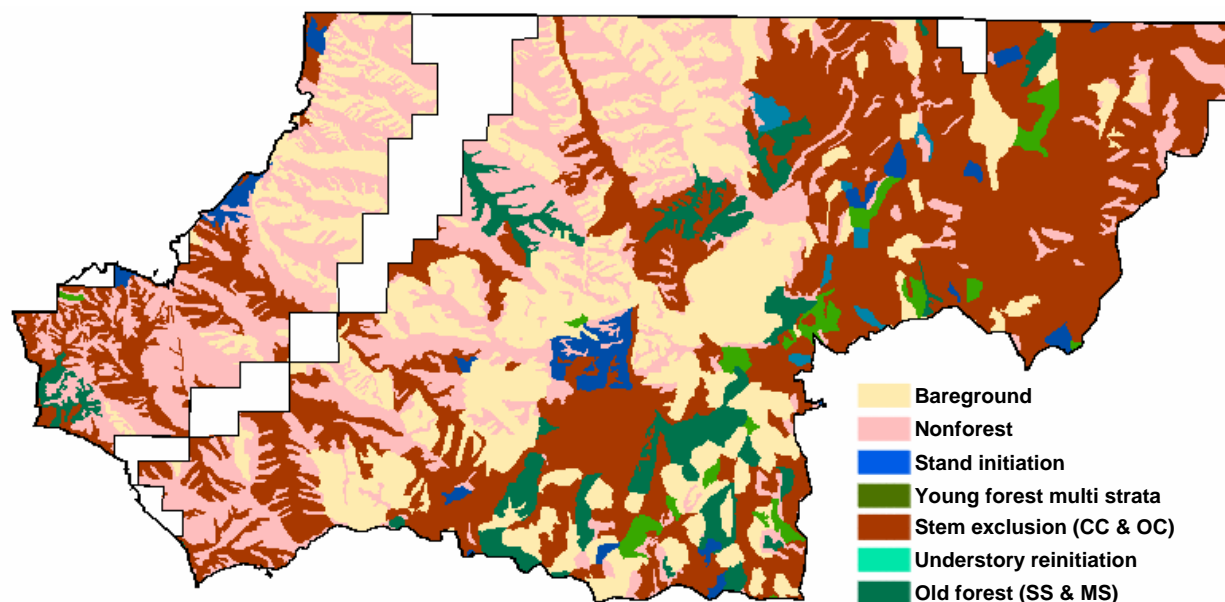 Bareground
Nonforest
Stand initiation
Young forest multi strata
Stem exclusion (CC & OC)
Understory reinitiation
Old forest (SS & MS)